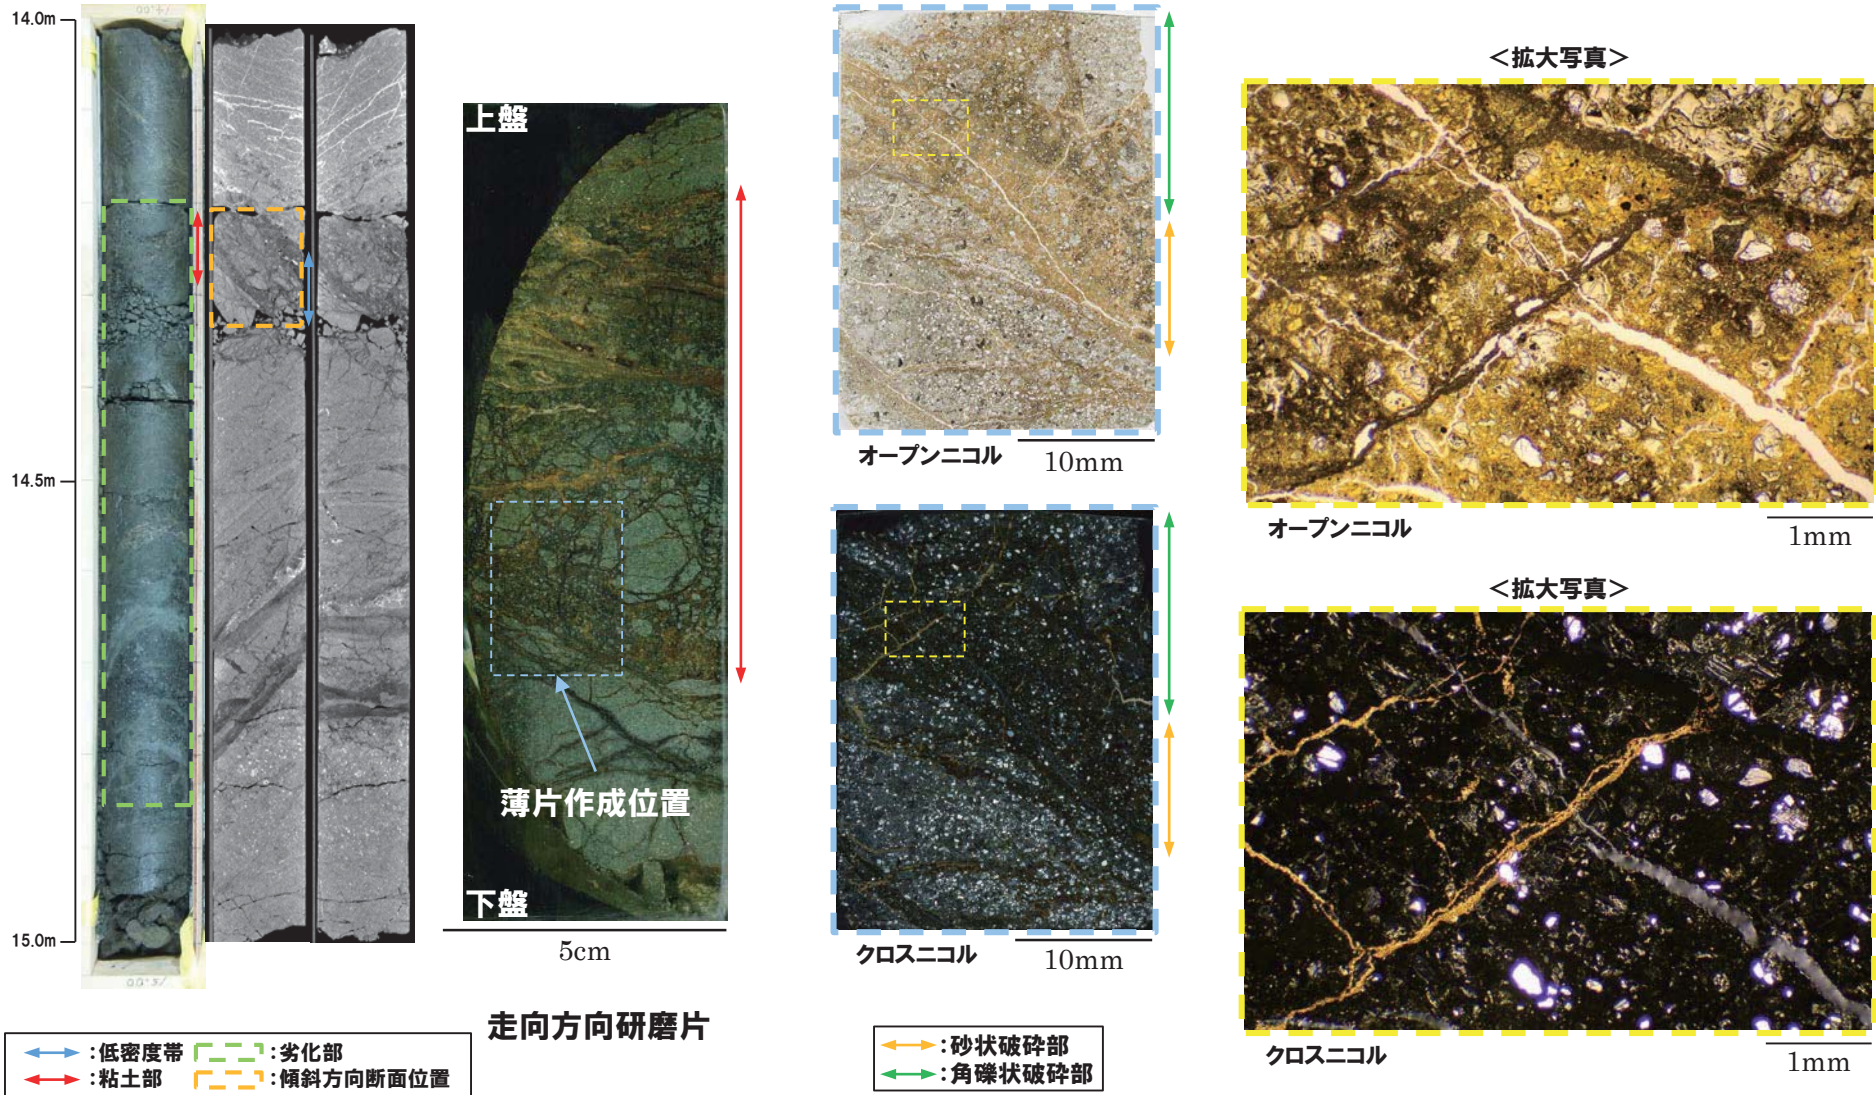 14.0m
14.5m
15.0m
14.00
15.00
上盤
下盤
薄片作成位置
5cm
走向方向研磨片
:低密度帯
:劣化部
:粘土部
:傾斜方向断面位置
オープンニコル
10mm
クロスニコル
10mm
:砂状破砕部
:角礫状破砕部
<拡大写真>
オープンニコル
1mm
<拡大写真>
クロスニコル
1mm